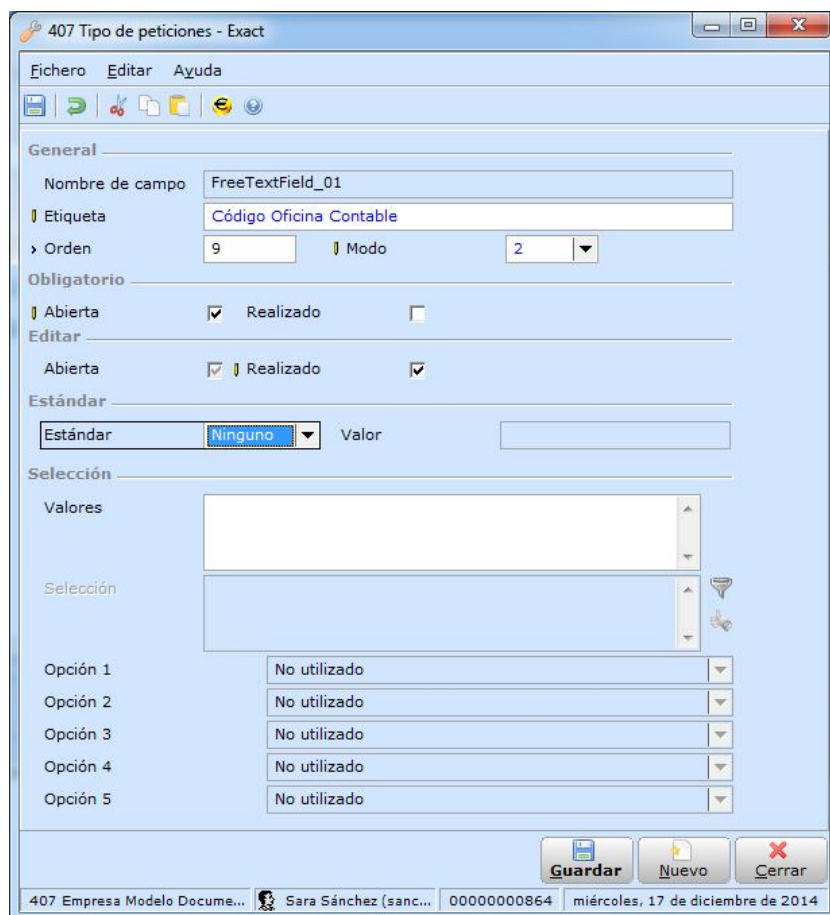 407 Tipo de peticiones - Exact
Fichero Editar Ayuda
General
Nombre de campo FreeTextField_01
Etiqueta Código Oficina Contable
Orden 9 Modo 2
Obligatorio
Abierta Realizado
Editar
Abierta Realizado
Estándar
Estándar Ninguno Valor
Selección
Valores
Selección
Opción 1 No utilizado
Opción 2 No utilizado
Opción 3 No utilizado
Opción 4 No utilizado
Opción 5 No utilizado
Guardar Nuevo Cerrar
407 Empresa Modelo Docume... Sara Sánchez (sanc... 00000000864 miércoles, 17 de diciembre de 2014